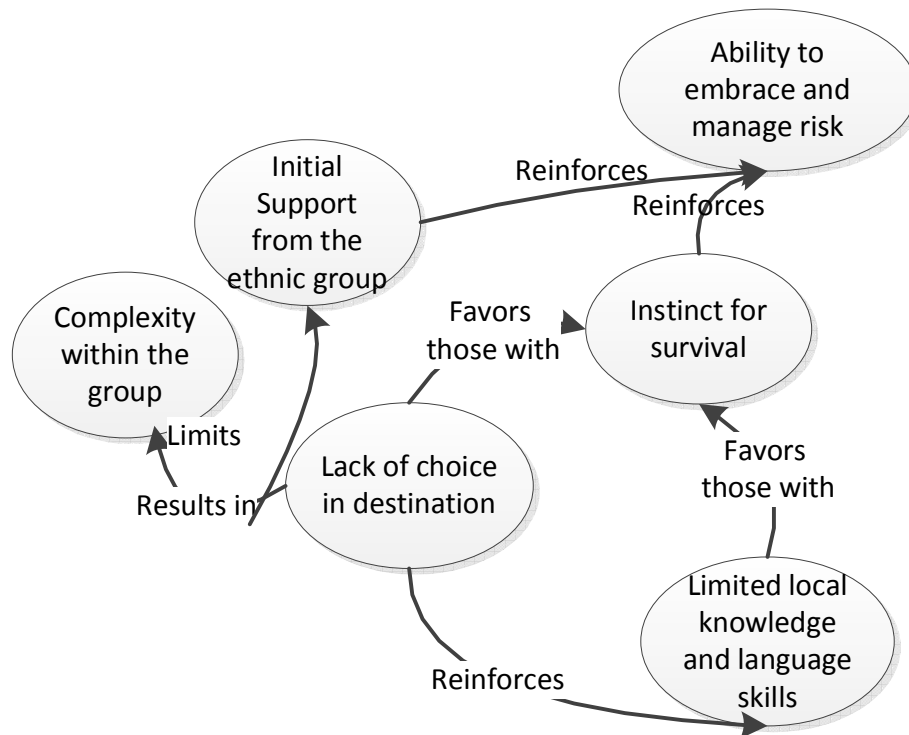 Ability to
embrace and
manage risk
Initial
Support
from the
ethnic group
Reinforces
Reinforces
Complexity
within the
group
Favors
those with
Instinct for
survival
Limits
Results in
Lack of choice
in destination
Favors
those with
Limited local
knowledge
and language
skills
Reinforces